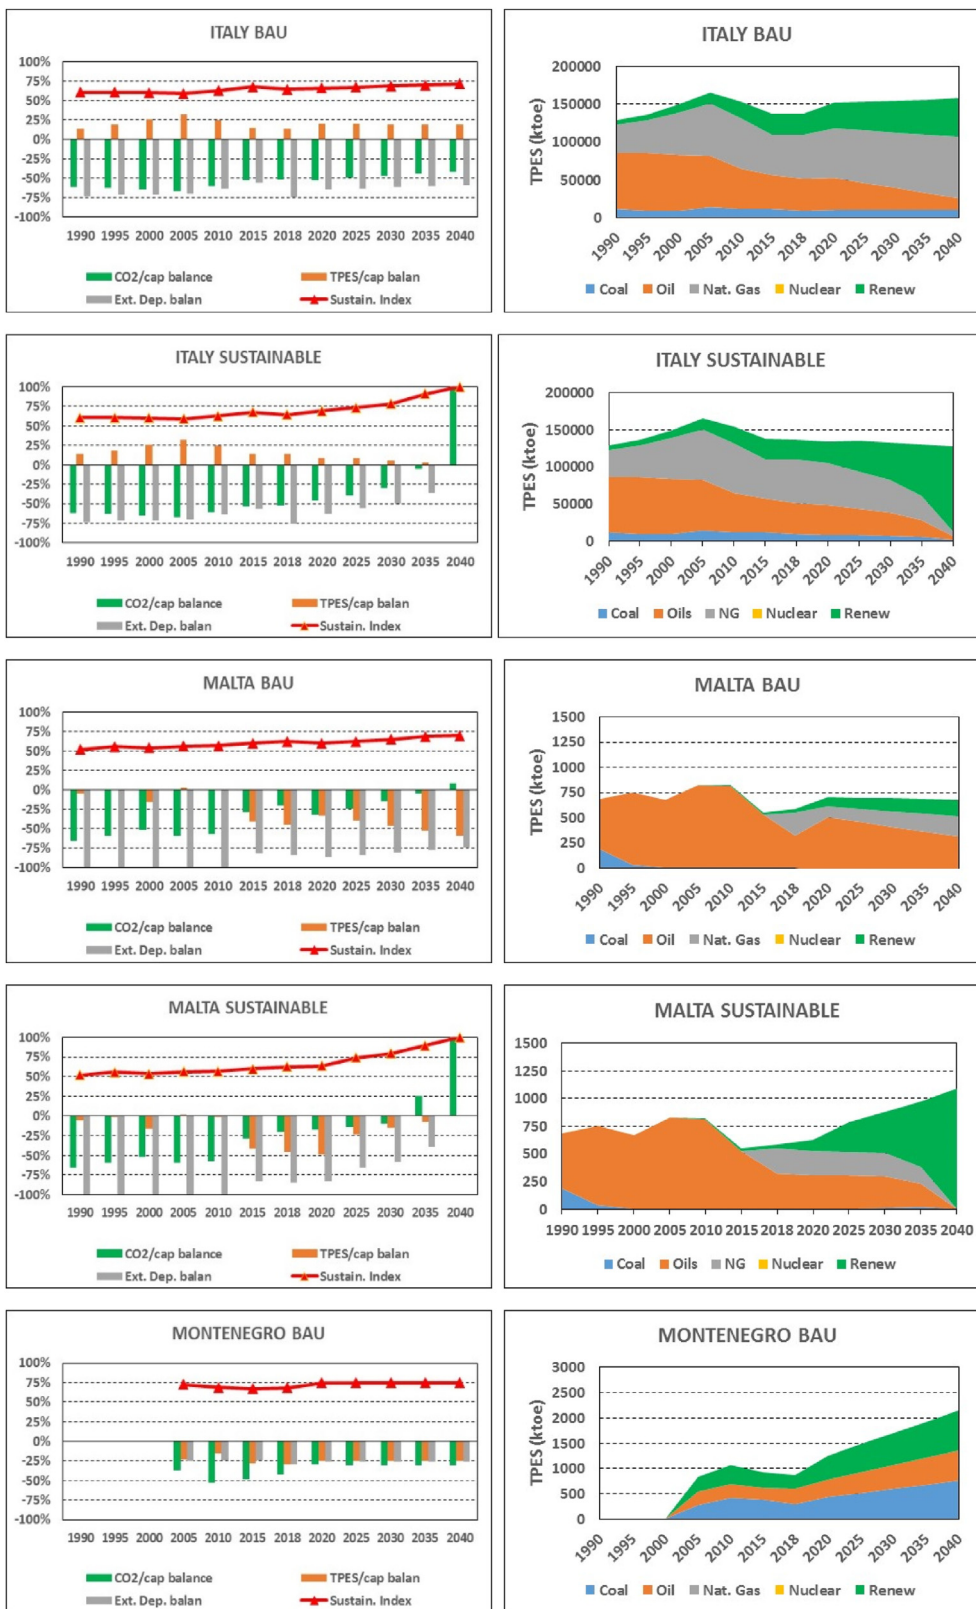 ITALY BAU
100%
75%
50%
25%
0%
-25%
-50%
-75%
-100%
1990 1995 2000 2005 2010 2015 2018 2020 2025 2030 2035 2040
CO2/cap balance TPES/cap balan
Ext. Dep. balan Sustain. Index
ITALY BAU
TPES (ktoe)
200000
150000
100000
50000
0
1990 1995 2000 2005 2010 2015 2018 2020 2025 2030 2035 2040
Coal Oil Nat. Gas Nuclear Renew
ITALY SUSTAINABLE
100%
75%
50%
25%
0%
-25%
-50%
-75%
-100%
1990 1995 2000 2005 2010 2015 2018 2020 2025 2030 2035 2040
CO2/cap balance TPES/cap balan
Ext. Dep. balan Sustain. Index
ITALY SUSTAINABLE
TPES (ktoe)
200000
150000
100000
50000
0
1990 1995 2000 2005 2010 2015 2018 2020 2025 2030 2035 2040
Coal Oils NG Nuclear Renew
MALTA BAU
100%
75%
50%
25%
0%
-25%
-50%
-75%
-100%
1990 1995 2000 2005 2010 2015 2018 2020 2025 2030 2035 2040
CO2/cap balance TPES/cap balan
Ext. Dep. balan Sustain. Index
MALTA BAU
TPES (ktoe)
1500
1250
1000
750
500
250
0
1990 1995 2000 2005 2010 2015 2018 2020 2025 2030 2035 2040
Coal Oil Nat. Gas Nuclear Renew
MALTA SUSTAINABLE
100%
75%
50%
25%
0%
-25%
-50%
-75%
-100%
1990 1995 2000 2005 2010 2015 2018 2020 2025 2030 2035 2040
CO2/cap balance TPES/cap balan
Ext. Dep. balan Sustain. Index
MALTA SUSTAINABLE
1500
1250
1000
750
500
250
0
1990 1995 2000 2005 2010 2015 2018 2020 2025 2030 2035 2040
Coal Oils NG Nuclear Renew
MONTENEGRO BAU
100%
75%
50%
25%
0%
-25%
-50%
-75%
-100%
1990 1995 2000 2005 2010 2015 2018 2020 2025 2030 2035 2040
CO2/cap balance TPES/cap balan
Ext. Dep. balan Sustain. Index
MONTENEGRO BAU
TPES (ktoe)
3000
2500
2000
1500
1000
500
0
1990 1995 2000 2005 2010 2015 2018 2020 2025 2030 2035 2040
Coal Oil Nat. Gas Nuclear Renew